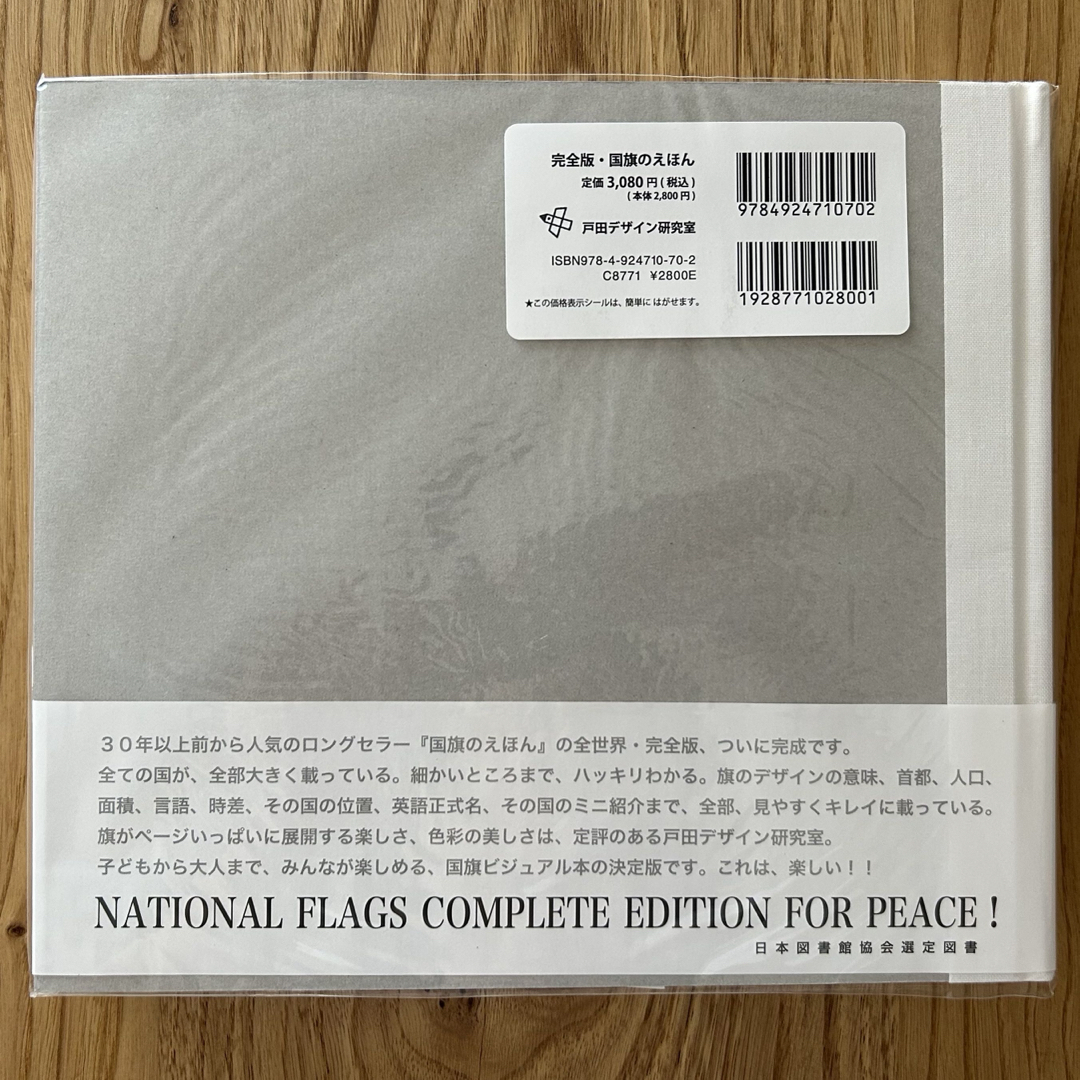 完全版・国旗のえほん
定価 3,080 円 ( 税込 )
( 本体 2,800 円 )
戸田デザイン研究室
ISBN978-4-924710-70-2
C8771 ¥2800E
★この価格表示シールは、簡単に はがせます。
9784924710702
1928771028001
30年以上前から人気のロングセラー『国旗のえほん』の全世界・完全版、ついに完成です。
全ての国が、全部大きく載っている。細かいところまで、ハッキリわかる。旗のデザインの意味、首都、人口、
面積、言語、時差、その国の位置、英語正式名、その国のミニ紹介まで、全部、見やすくキレイに載っている。
旗がページいっぱいに展開する楽しさ、色彩の美しさは、定評のある戸田デザイン研究室。
子どもから大人まで、みんなが楽しめる、国旗ビジュアル本の決定版です。これは、楽しい!!
NATIONAL FLAGS COMPLETE EDITION FOR PEACE !
日本図書館協会選定図書